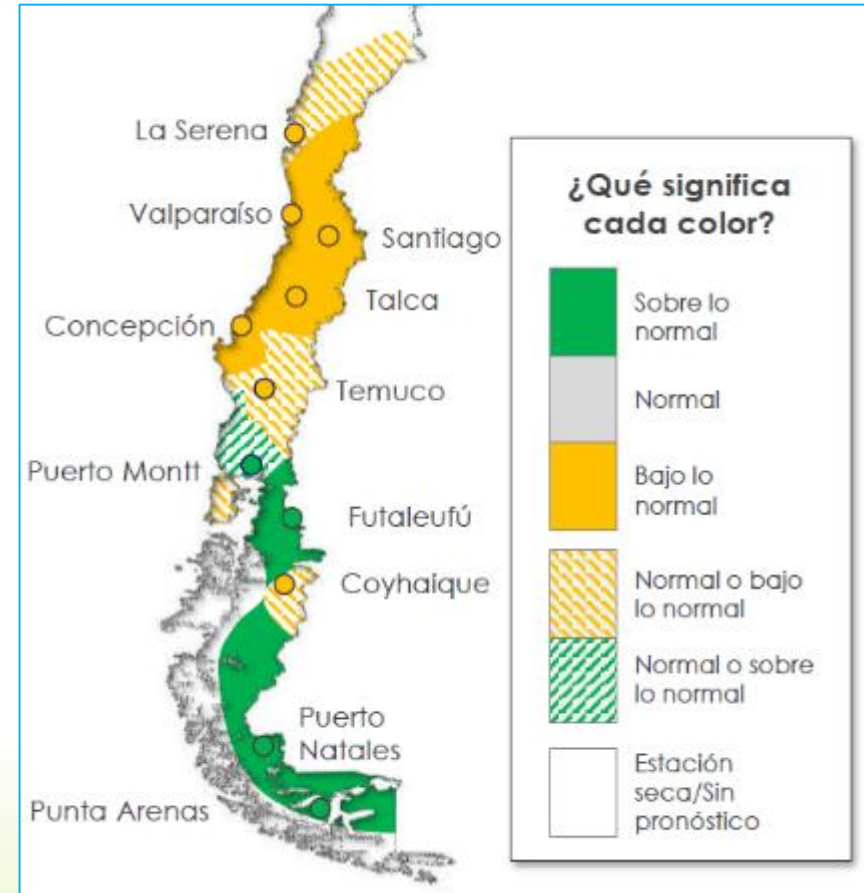 La Serena
Valparaíso
Santiago
Talca
Concepción
Temuco
Puerto Montt
Futaleufú
Coyhaique
Puerto
Natales
Punta Arenas
¿Qué significa
cada color?
Sobre lo
normal
Normal
Bajo lo
normal
Normal o bajo
lo normal
Normal o sobre
lo normal
Estación
seca/Sin
pronóstico